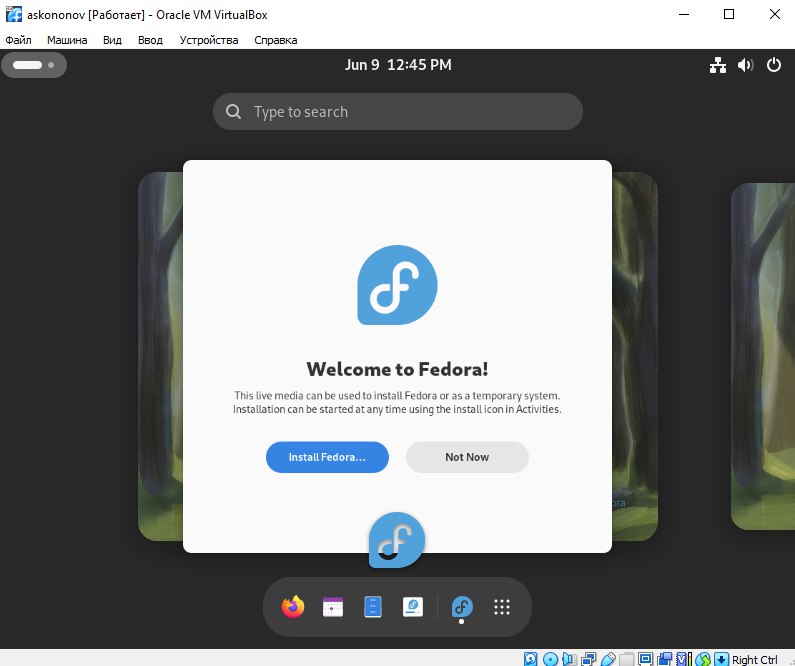 askononov [Работает] - Oracle VM VirtualBox
Файл Машина Вид Ввод Устройства Справка
Jun 9 12:45 PM
Type to search
Welcome to Fedora!
This live media can be used to install Fedora or as a temporary system.
Installation can be started at any time using the install icon in Activities.
Install Fedora...
Not Now
Right Ctrl